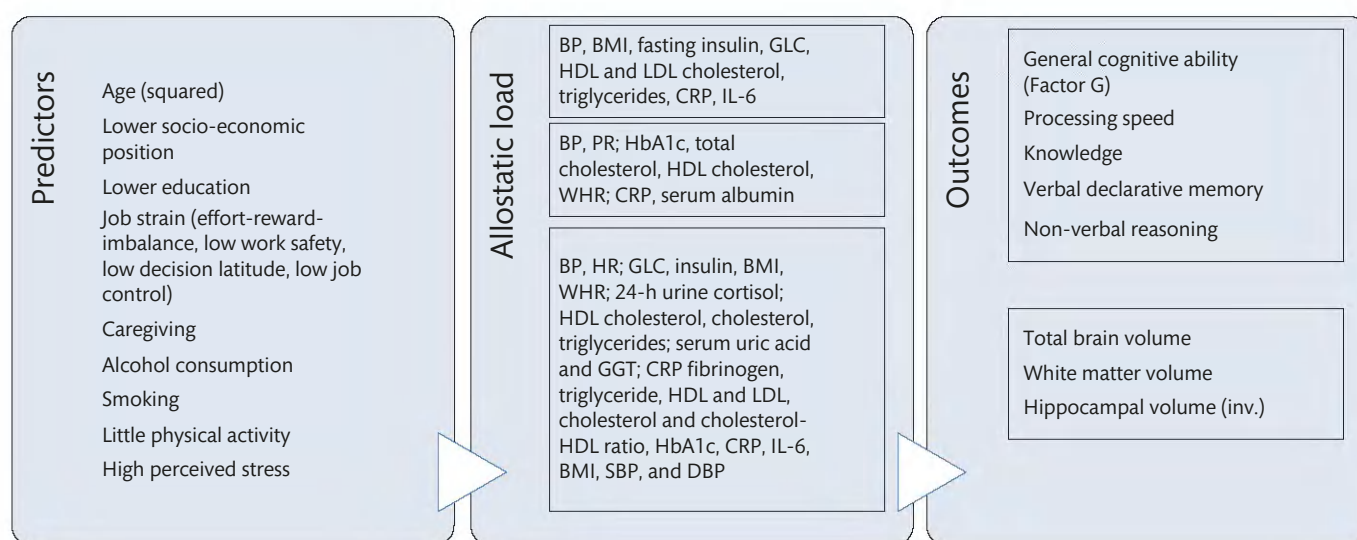 Predictors
Age (squared)
Lower socio-economic
position
Lower education
Job strain (effort-reward-
imbalance, low work safety,
low decision latitude, low job
control)
Caregiving
Alcohol consumption
Smoking
Little physical activity
High perceived stress
Allostatic load
BP, BMI, fasting insulin, GLC,
HDL and LDL cholesterol,
triglycerides, CRP, IL-6
BP, PR; HbA1c, total
cholesterol, HDL cholesterol,
WHR; CRP, serum albumin
BP, HR; GLC, insulin, BMI,
WHR; 24-h urine cortisol;
HDL cholesterol, cholesterol,
triglycerides; serum uric acid
and GGT; CRP fibrinogen,
triglyceride, HDL and LDL,
cholesterol and cholesterol-
HDL ratio, HbA1c, CRP, IL-6,
BMI, SBP, and DBP
Outcomes
General cognitive ability
(Factor G)
Processing speed
Knowledge
Verbal declarative memory
Non-verbal reasoning
Total brain volume
White matter volume
Hippocampal volume (inv.)